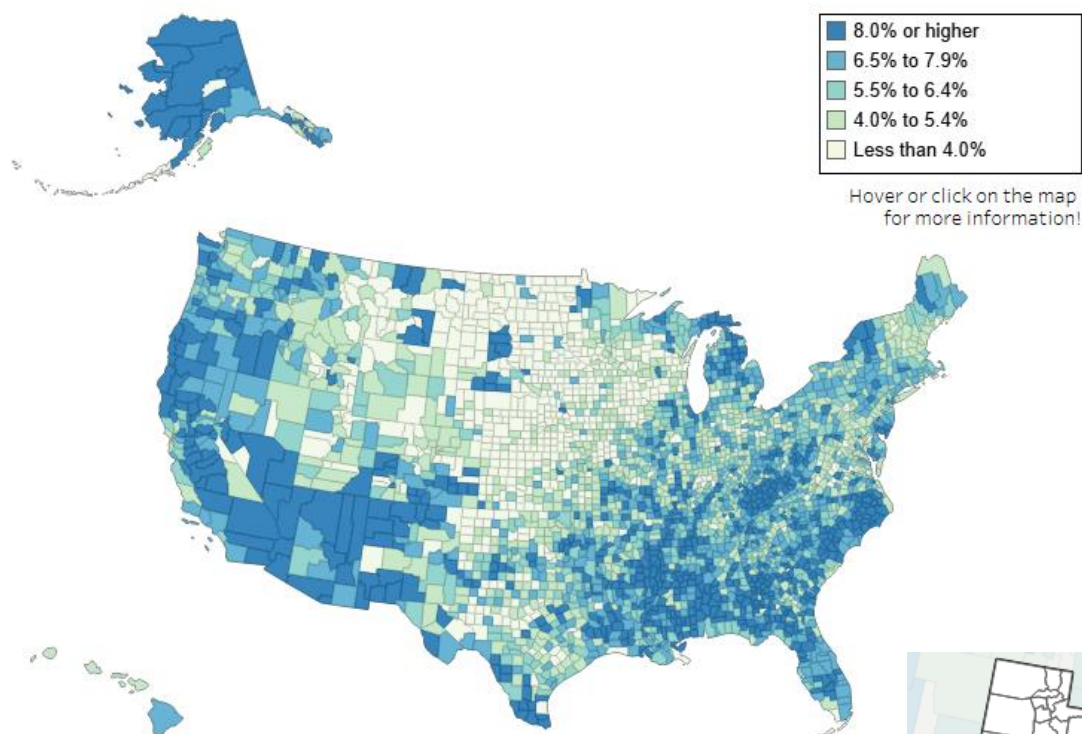 8.0% or higher
6.5% to 7.9%
5.5% to 6.4%
4.0% to 5.4%
Less than 4.0%
Hover or click on the map
for more information!